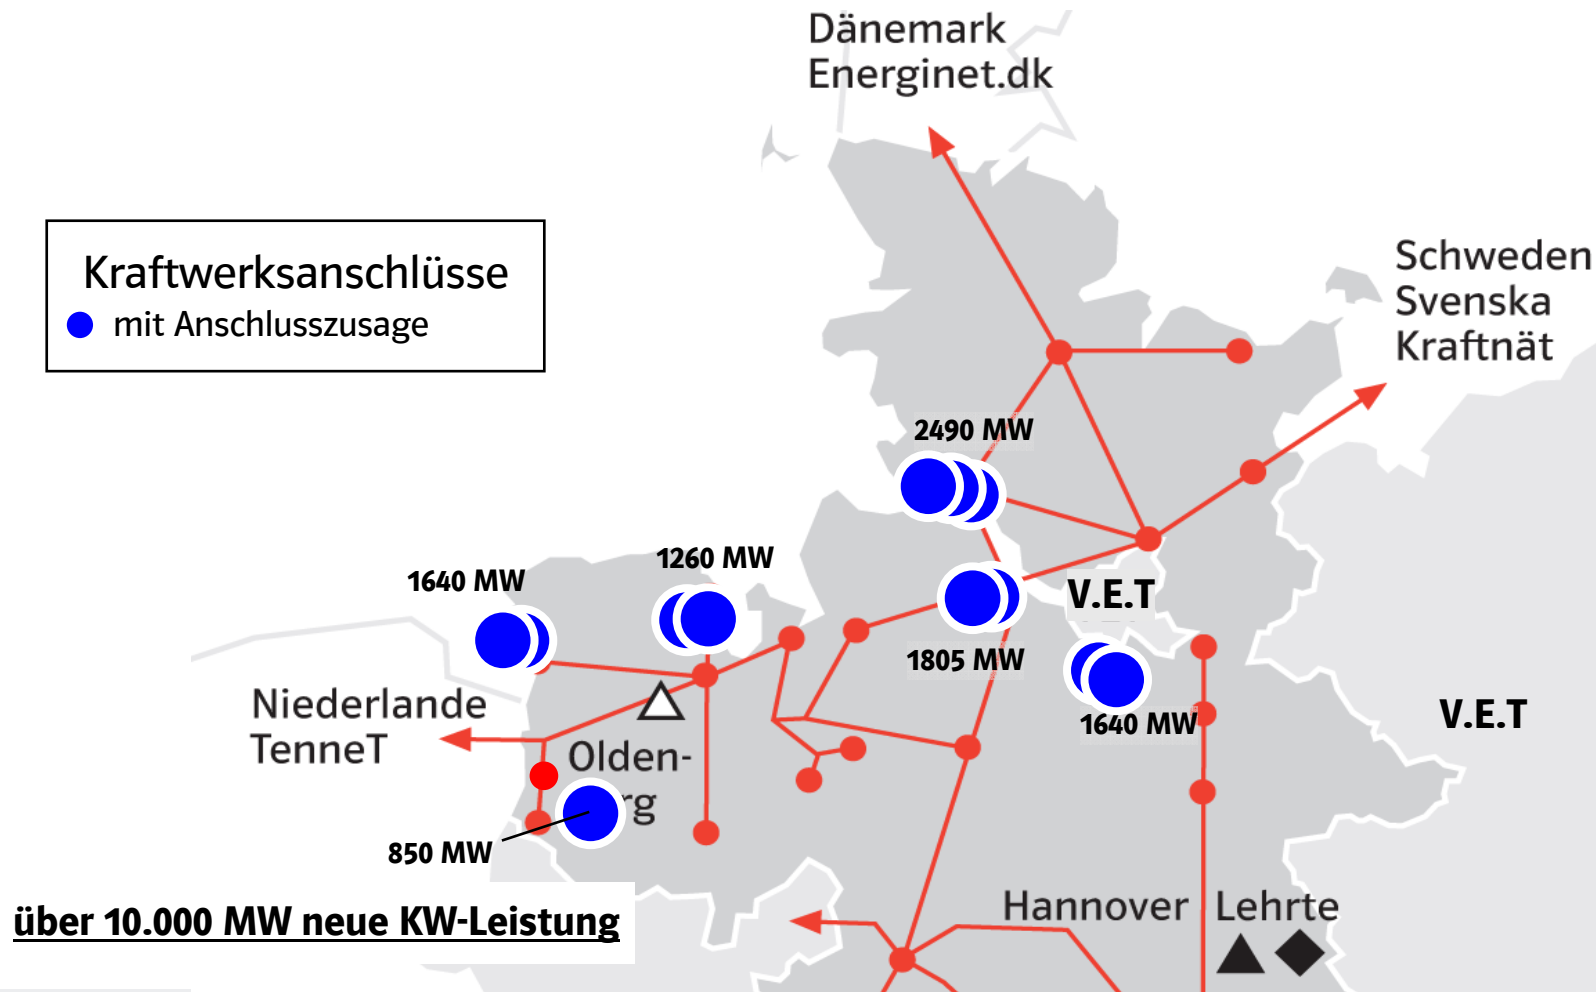 Dänemark
Energinet.dk
Kraftwerksanschlüsse
mit Anschlusszusage
Schweden
Svenska
Kraftnät
2490 MW
1260 MW
1640 MW
V.E.T
1805 MW
1640 MW
V.E.T
Niederlande
TenneT
Olden-
rg
850 MW
über 10.000 MW neue KW-Leistung
Hannover
Lehrte